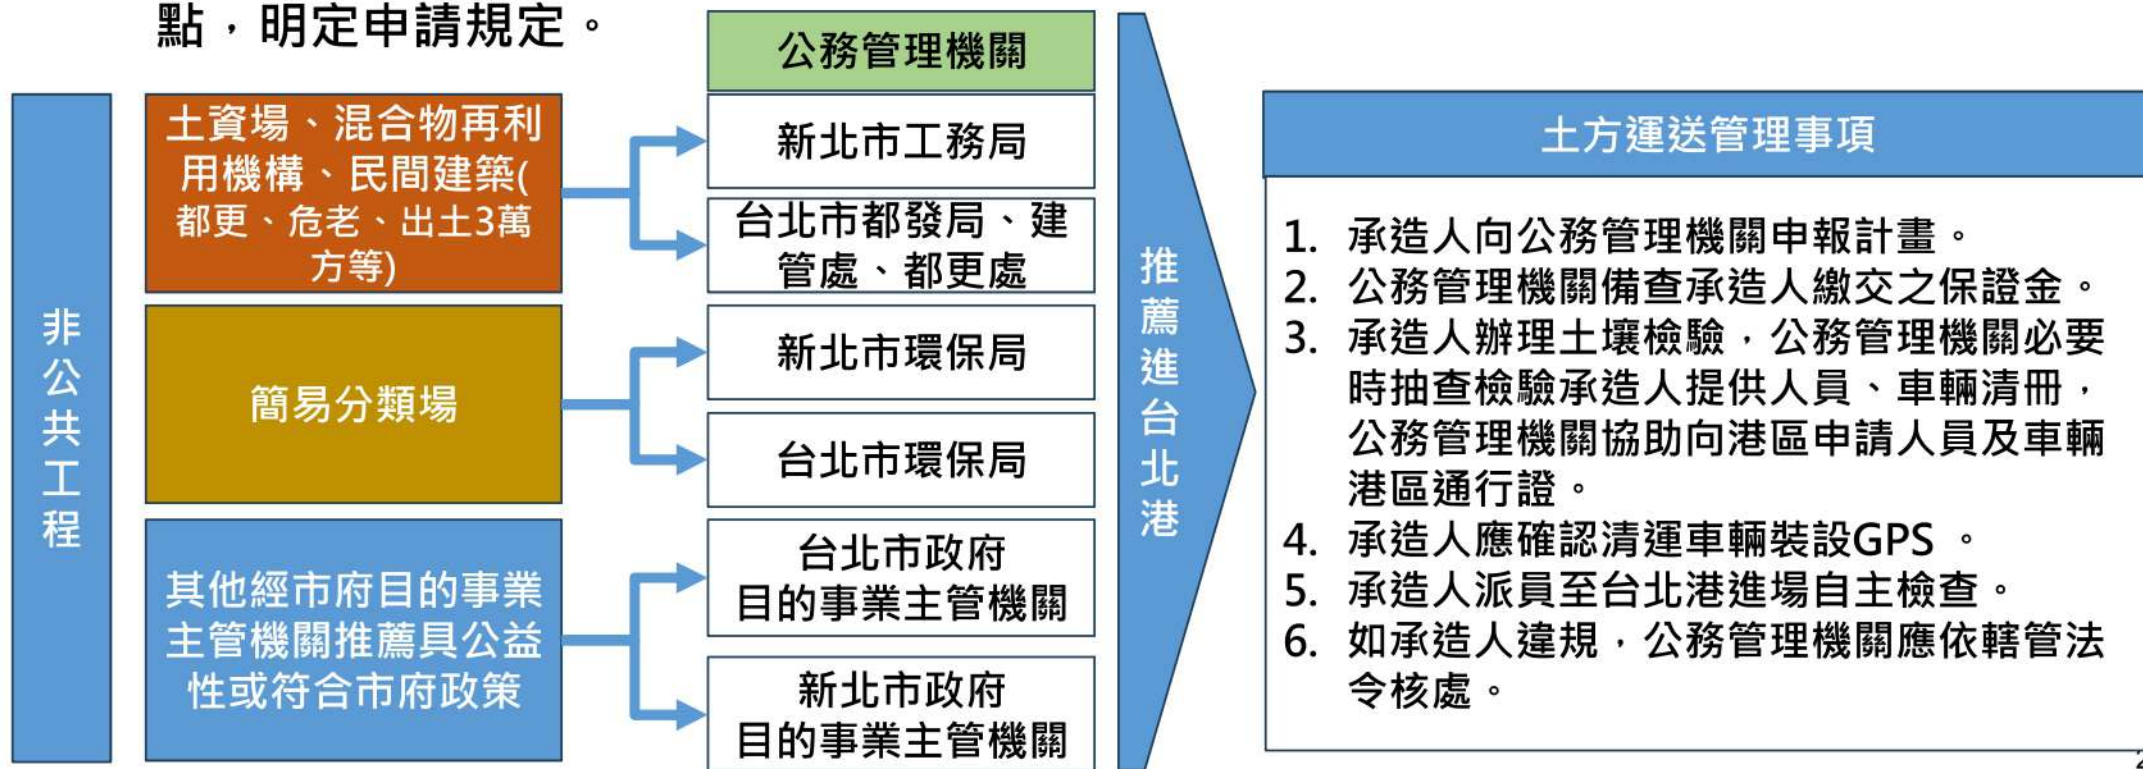 點，明定申請規定。
公務管理機關
非公共工程
土資場、混合物再利
用機構、民間建築(
都更、危老、出土3萬
方等)
新北市工務局
台北市都發局、建
管處、都更處
簡易分類場
新北市環保局
台北市環保局
其他經市府目的事業
主管機關推薦具公益
性或符合市府政策
台北市政府
目的事業主管機關
新北市政府
目的事業主管機關
推薦進台北港
土方運送管理事項
1. 承造人向公務管理機關申報計畫。
2. 公務管理機關備查承造人繳交之保證金。
3. 承造人辦理土壤檢驗，公務管理機關必要
時抽查檢驗承造人提供人員、車輛清冊，
公務管理機關協助向港區申請人員及車輛
港區通行證。
4. 承造人應確認清運車輛裝設GPS 。
5. 承造人派員至台北港進場自主檢查。
6. 如承造人違規，公務管理機關應依轄管法
令核處。